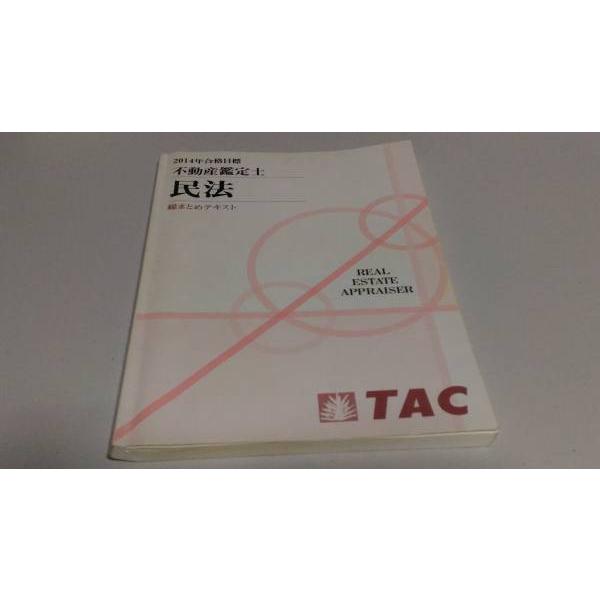 2014年合格目標
不動産鑑定士
民法
総まとめテキスト
REAL
ESTATE
APPRAISER
TAC